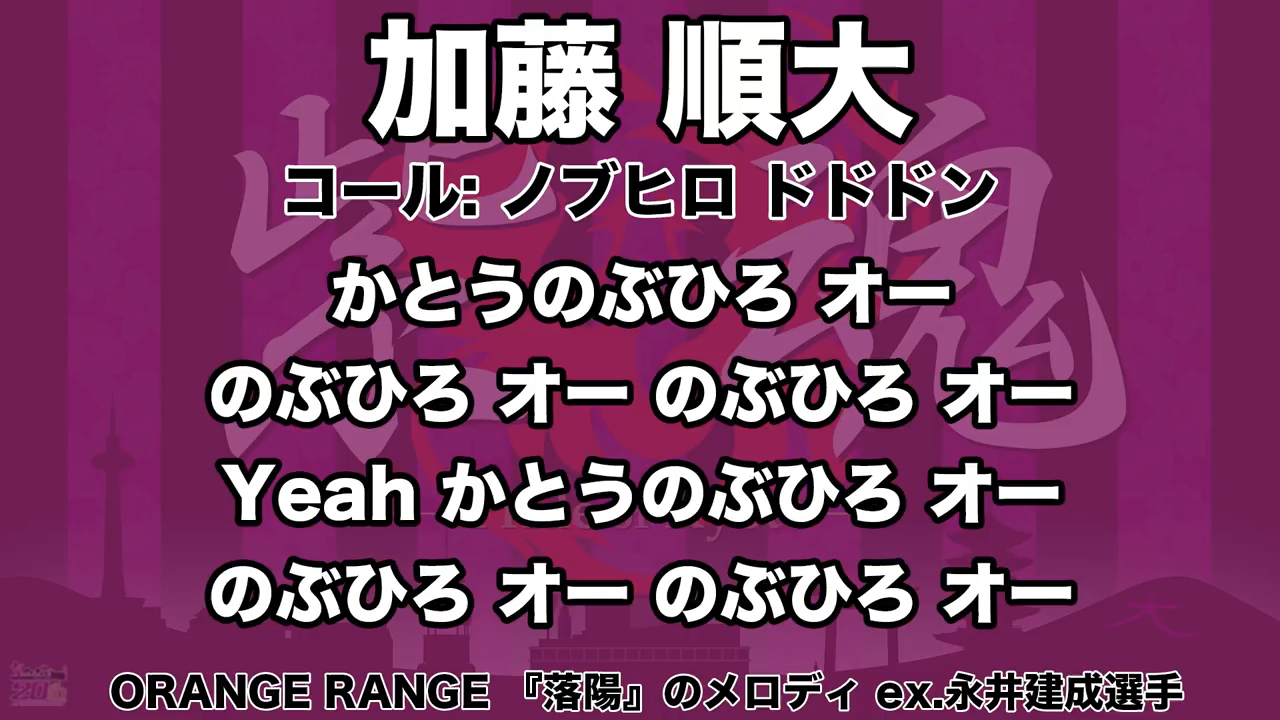 加藤 順大
コール: ノブヒロ ドドドン
かとうのぶひろ オー
のぶひろ オー のぶひろ オー
Yeah かとうのぶひろ オー
のぶひろ オー のぶひろ オー
ORANGE RANGE 『落陽』のメロディ ex.永井建成選手
紫魂
大